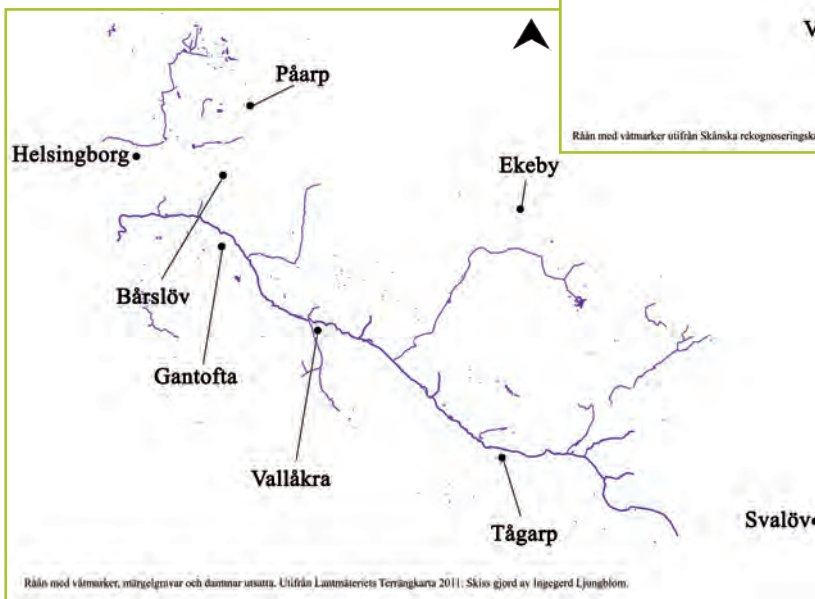 V
Påarp
Råån med våtmarker utifrån Skånska
Helsingborg
Ekeby
Bårslöv
Gantofta
Vallåkra
Tågarp
Svalöv
Råån med våtmarker, märgelgravar och dammar utsatta. Utifrån Lantmäteriets Terrängkarta 2011. Skiss gjord av Ingegerd Ljungblom.